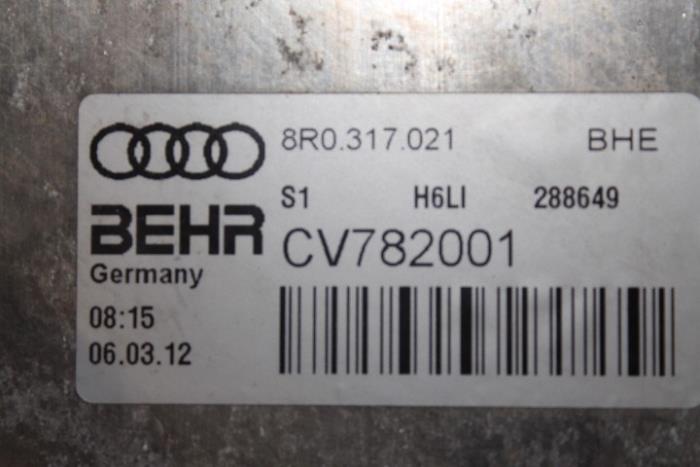 8R0.317.021 BHE
S1 H6LI 288649
BEHR CV782001
Germany
08:15
06.03.12